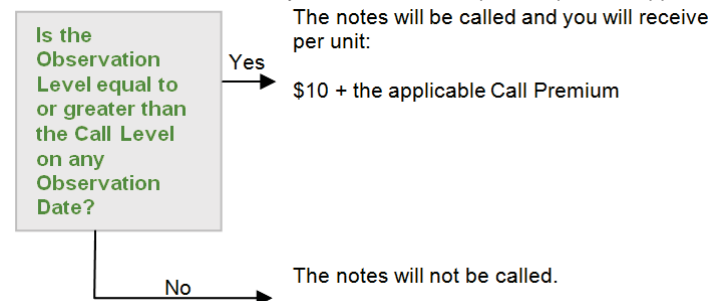 Is the
Observation
Level equal to
or greater than
the Call Level
on any
Observation
Date?
Yes
The notes will be called and you will receive
per unit:
$10 + the applicable Call Premium
No
The notes will not be called.